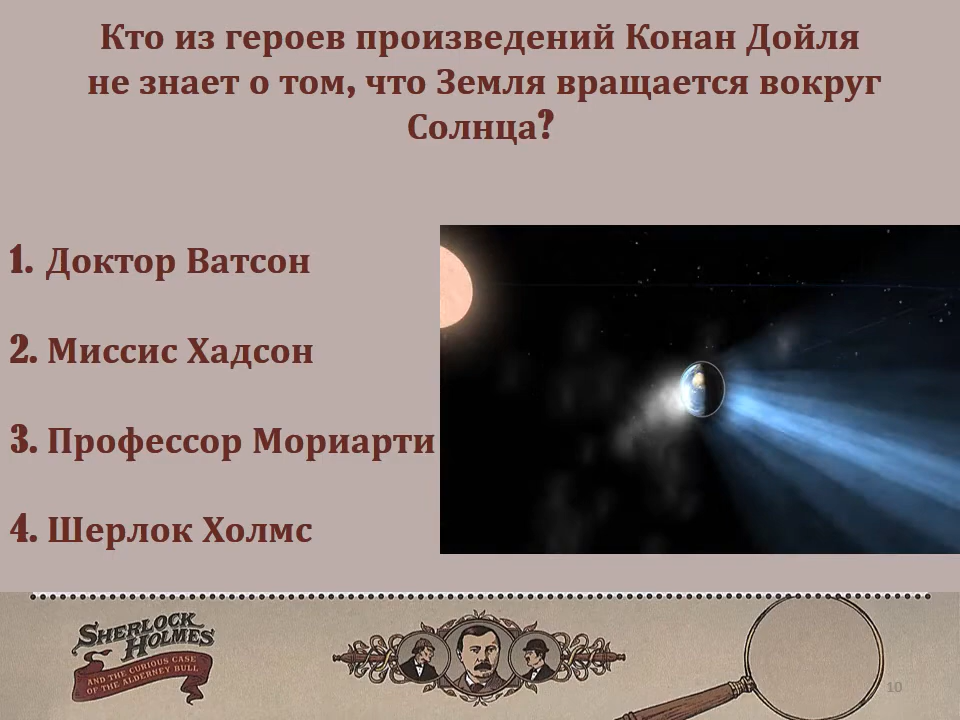 Кто из героев произведений Конан Дойля
не знает о том, что Земля вращается вокруг
Солнца?
1. Доктор Ватсон
2. Миссис Хадсон
3. Профессор Мориарти
4. Шерлок Холмс
SHERLOCK
HOLMES
AND THE CURIOUS CASE
OF THE ALDERNEY BULL
10